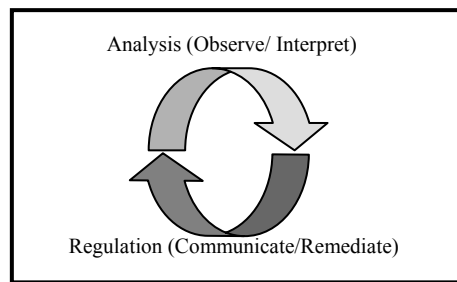 Analysis (Observe/ Interpret)
Regulation (Communicate/Remediate)